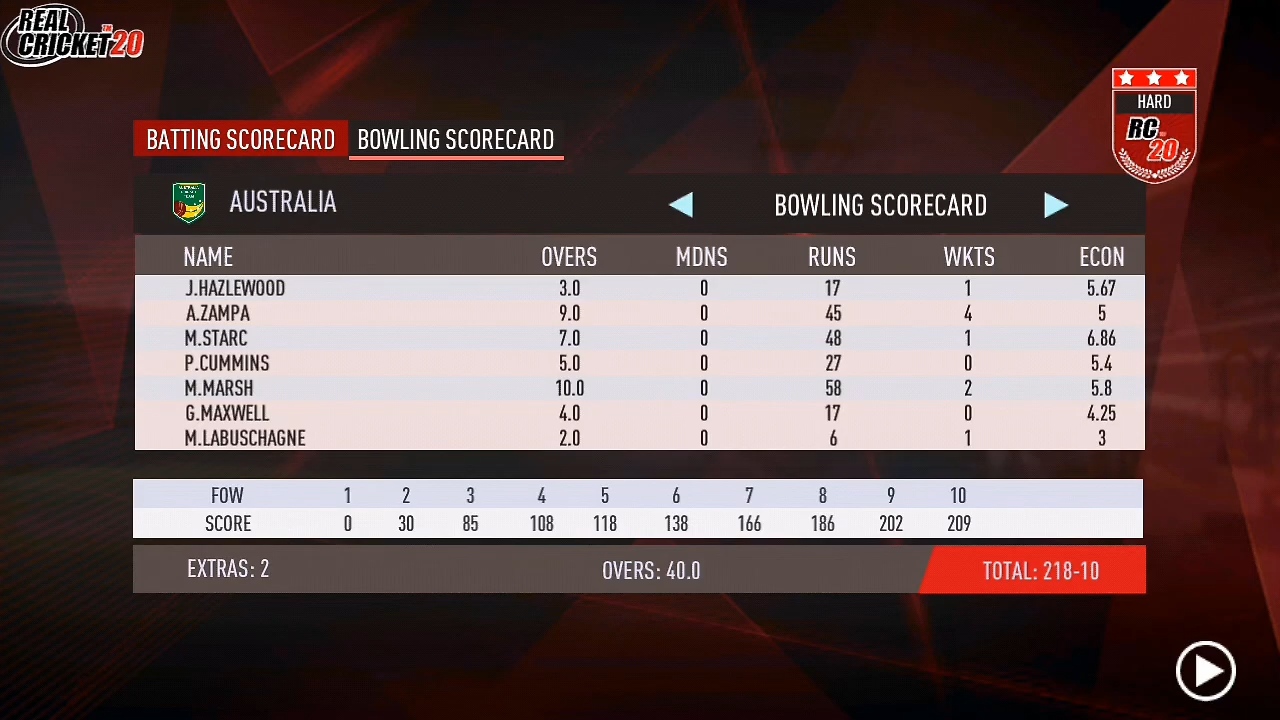 REAL
CRICKET™20
HARD
RC™
20
BATTING SCORECARD BOWLING SCORECARD
AUSTRALIA BOWLING SCORECARD
NAME OVERS MDNS RUNS WKTS ECON
J.HAZLEWOOD 3.0 0 17 1 5.67
A.ZAMPA 9.0 0 45 4 5
M.STARC 7.0 0 48 1 6.86
P.CUMMINS 5.0 0 27 0 5.4
M.MARSH 10.0 0 58 2 5.8
G.MAXWELL 4.0 0 17 0 4.25
M.LABUSCHAGNE 2.0 0 6 1 3
FOW 1 2 3 4 5 6 7 8 9 10
SCORE 0 30 85 108 118 138 166 186 202 209
EXTRAS: 2 OVERS: 40.0 TOTAL: 218-10